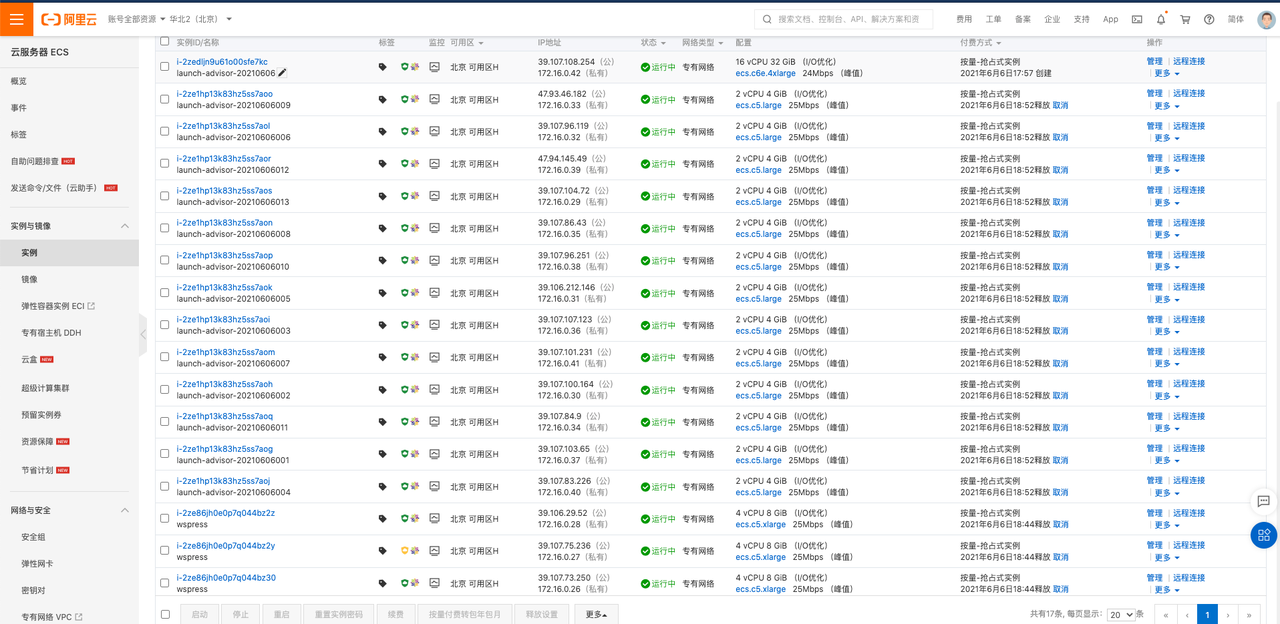 阿里云 账号全部资源 华北2（北京） 搜索文档、控制台、API、解决方案和资 费用 工单 备案 企业 支持 App 简体
云服务器 ECS
概览
事件
标签
自助问题排查 HOT
发送命令/文件（云助手） HOT
实例与镜像
实例
镜像
弹性容器实例 ECI
专有宿主机 DDH
云盒 NEW
超级计算集群
预留实例券
资源保障 NEW
节省计划 NEW
网络与安全
安全组
弹性网卡
密钥对
专有网络 VPC
实例ID/名称 标签 监控 可用区 IP地址 状态 网络类型 配置 付费方式 操作
i-2zedljn9u61o00sfe7kc 39.107.108.254（公） 16 vCPU 32 GiB (I/O优化) 按量-抢占式实例 管理 | 远程连接
launch-advisor-20210606 北京 可用区H 172.16.0.42（私有） 运行中 专有网络 ecs.c6e.4xlarge 24Mbps （峰值） 2021年6月6日17:57 创建 | 更多
i-2ze1hp13k83hz5ss7aoo 47.93.46.182（公） 2 vCPU 4 GiB (I/O优化) 按量-抢占式实例 管理 | 远程连接
launch-advisor-20210606009 北京 可用区H 172.16.0.33（私有） 运行中 专有网络 ecs.c5.large 25Mbps （峰值） 2021年6月6日18:52释放 取消 | 更多
i-2ze1hp13k83hz5ss7aol 39.107.96.119（公） 2 vCPU 4 GiB (I/O优化) 按量-抢占式实例 管理 | 远程连接
launch-advisor-20210606006 北京 可用区H 172.16.0.32（私有） 运行中 专有网络 ecs.c5.large 25Mbps （峰值） 2021年6月6日18:52释放 取消 | 更多
i-2ze1hp13k83hz5ss7aor 47.94.145.49（公） 2 vCPU 4 GiB (I/O优化) 按量-抢占式实例 管理 | 远程连接
launch-advisor-20210606012 北京 可用区H 172.16.0.39（私有） 运行中 专有网络 ecs.c5.large 25Mbps （峰值） 2021年6月6日18:52释放 取消 | 更多
i-2ze1hp13k83hz5ss7aos 39.107.104.72（公） 2 vCPU 4 GiB (I/O优化) 按量-抢占式实例 管理 | 远程连接
launch-advisor-20210606013 北京 可用区H 172.16.0.29（私有） 运行中 专有网络 ecs.c5.large 25Mbps （峰值） 2021年6月6日18:52释放 取消 | 更多
i-2ze1hp13k83hz5ss7aon 39.107.86.43（公） 2 vCPU 4 GiB (I/O优化) 按量-抢占式实例 管理 | 远程连接
launch-advisor-20210606008 北京 可用区H 172.16.0.35（私有） 运行中 专有网络 ecs.c5.large 25Mbps （峰值） 2021年6月6日18:52释放 取消 | 更多
i-2ze1hp13k83hz5ss7aop 39.107.96.251（公） 2 vCPU 4 GiB (I/O优化) 按量-抢占式实例 管理 | 远程连接
launch-advisor-20210606010 北京 可用区H 172.16.0.38（私有） 运行中 专有网络 ecs.c5.large 25Mbps （峰值） 2021年6月6日18:52释放 取消 | 更多
i-2ze1hp13k83hz5ss7aok 39.106.212.146（公） 2 vCPU 4 GiB (I/O优化) 按量-抢占式实例 管理 | 远程连接
launch-advisor-20210606005 北京 可用区H 172.16.0.31（私有） 运行中 专有网络 ecs.c5.large 25Mbps （峰值） 2021年6月6日18:52释放 取消 | 更多
i-2ze1hp13k83hz5ss7aoi 39.107.107.123（公） 2 vCPU 4 GiB (I/O优化) 按量-抢占式实例 管理 | 远程连接
launch-advisor-20210606003 北京 可用区H 172.16.0.36（私有） 运行中 专有网络 ecs.c5.large 25Mbps （峰值） 2021年6月6日18:52释放 取消 | 更多
i-2ze1hp13k83hz5ss7aom 39.107.101.231（公） 2 vCPU 4 GiB (I/O优化) 按量-抢占式实例 管理 | 远程连接
launch-advisor-20210606007 北京 可用区H 172.16.0.41（私有） 运行中 专有网络 ecs.c5.large 25Mbps （峰值） 2021年6月6日18:52释放 取消 | 更多
i-2ze1hp13k83hz5ss7aoh 39.107.100.164（公） 2 vCPU 4 GiB (I/O优化) 按量-抢占式实例 管理 | 远程连接
launch-advisor-20210606002 北京 可用区H 172.16.0.30（私有） 运行中 专有网络 ecs.c5.large 25Mbps （峰值） 2021年6月6日18:52释放 取消 | 更多
i-2ze1hp13k83hz5ss7aoq 39.107.84.9（公） 2 vCPU 4 GiB (I/O优化) 按量-抢占式实例 管理 | 远程连接
launch-advisor-20210606011 北京 可用区H 172.16.0.34（私有） 运行中 专有网络 ecs.c5.large 25Mbps （峰值） 2021年6月6日18:52释放 取消 | 更多
i-2ze1hp13k83hz5ss7aog 39.107.103.65（公） 2 vCPU 4 GiB (I/O优化) 按量-抢占式实例 管理 | 远程连接
launch-advisor-20210606001 北京 可用区H 172.16.0.37（私有） 运行中 专有网络 ecs.c5.large 25Mbps （峰值） 2021年6月6日18:52释放 取消 | 更多
i-2ze1hp13k83hz5ss7aoj 39.107.83.226（公） 2 vCPU 4 GiB (I/O优化) 按量-抢占式实例 管理 | 远程连接
launch-advisor-20210606004 北京 可用区H 172.16.0.40（私有） 运行中 专有网络 ecs.c5.large 25Mbps （峰值） 2021年6月6日18:52释放 取消 | 更多
i-2ze86jh0e0p7q044bz2z 39.106.29.52（公） 4 vCPU 8 GiB (I/O优化) 按量-抢占式实例 管理 | 远程连接
wspress 北京 可用区H 172.16.0.28（私有） 运行中 专有网络 ecs.c5.xlarge 25Mbps （峰值） 2021年6月6日18:44释放 取消 | 更多
i-2ze86jh0e0p7q044bz2y 39.107.75.236（公） 4 vCPU 8 GiB (I/O优化) 按量-抢占式实例 管理 | 远程连接
wspress 北京 可用区H 172.16.0.27（私有） 运行中 专有网络 ecs.c5.xlarge 25Mbps （峰值） 2021年6月6日18:44释放 取消 | 更多
i-2ze86jh0e0p7q044bz30 39.107.73.250（公） 4 vCPU 8 GiB (I/O优化) 按量-抢占式实例 管理 | 远程连接
wspress 北京 可用区H 172.16.0.26（私有） 运行中 专有网络 ecs.c5.xlarge 25Mbps （峰值） 2021年6月6日18:44释放 取消 | 更多
启动 停止 重启 重置实例密码 续费 按量付费转包年包月 释放设置 更多 共有17条, 每页显示: 20 条 « ‹ 1 › »